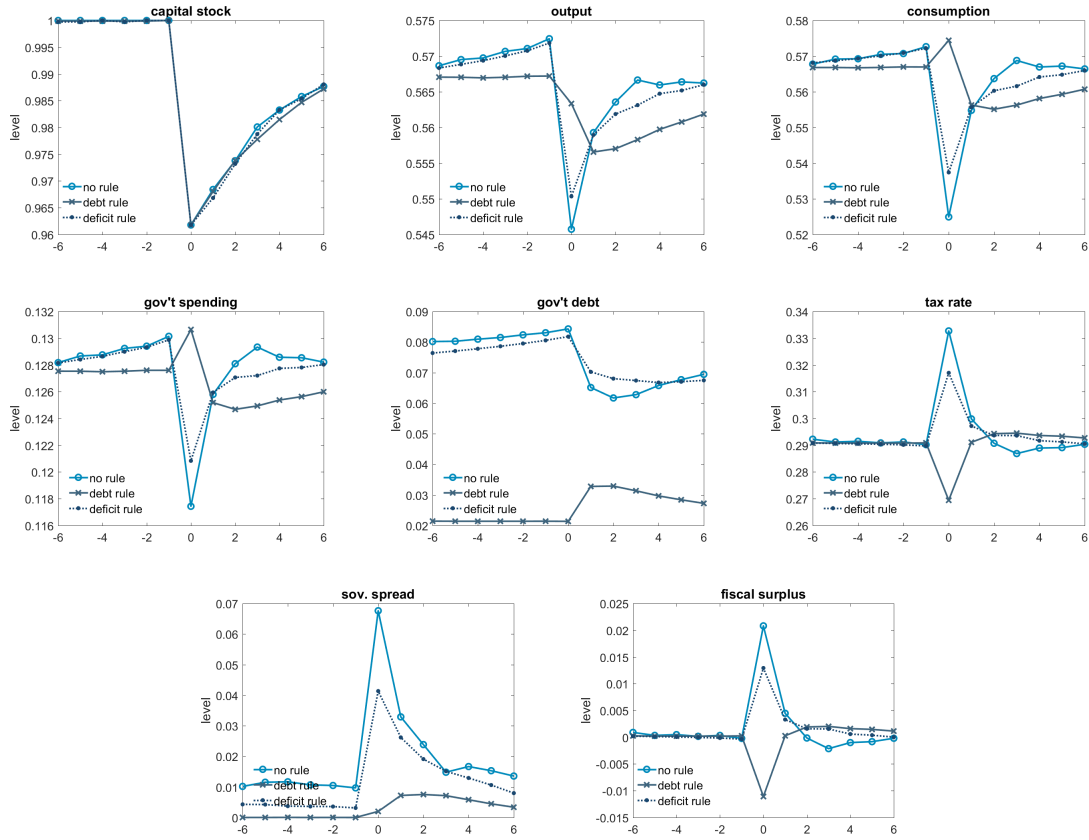 capital stock
1
0.995
0.99
0.985
0.98
0.975
0.97
0.965
0.96
level
no rule
debt rule
deficit rule
-6 -4 -2 0 2 4 6
output
0.575
0.57
0.565
0.56
0.555
0.55
0.545
level
no rule
debt rule
deficit rule
-6 -4 -2 0 2 4 6
consumption
0.58
0.57
0.56
0.55
0.54
0.53
0.52
level
no rule
debt rule
deficit rule
-6 -4 -2 0 2 4 6
gov't spending
0.132
0.13
0.128
0.126
0.124
0.122
0.12
0.118
0.116
level
no rule
debt rule
deficit rule
-6 -4 -2 0 2 4 6
gov't debt
0.09
0.08
0.07
0.06
0.05
0.04
0.03
0.02
level
no rule
debt rule
deficit rule
-6 -4 -2 0 2 4 6
tax rate
0.34
0.33
0.32
0.31
0.3
0.29
0.28
0.27
0.26
level
no rule
debt rule
deficit rule
-6 -4 -2 0 2 4 6
sov. spread
0.07
0.06
0.05
0.04
0.03
0.02
0.01
0
level
no rule
debt rule
deficit rule
-6 -4 -2 0 2 4 6
fiscal surplus
0.025
0.02
0.015
0.01
0.005
0
-0.005
-0.01
-0.015
level
no rule
debt rule
deficit rule
-6 -4 -2 0 2 4 6